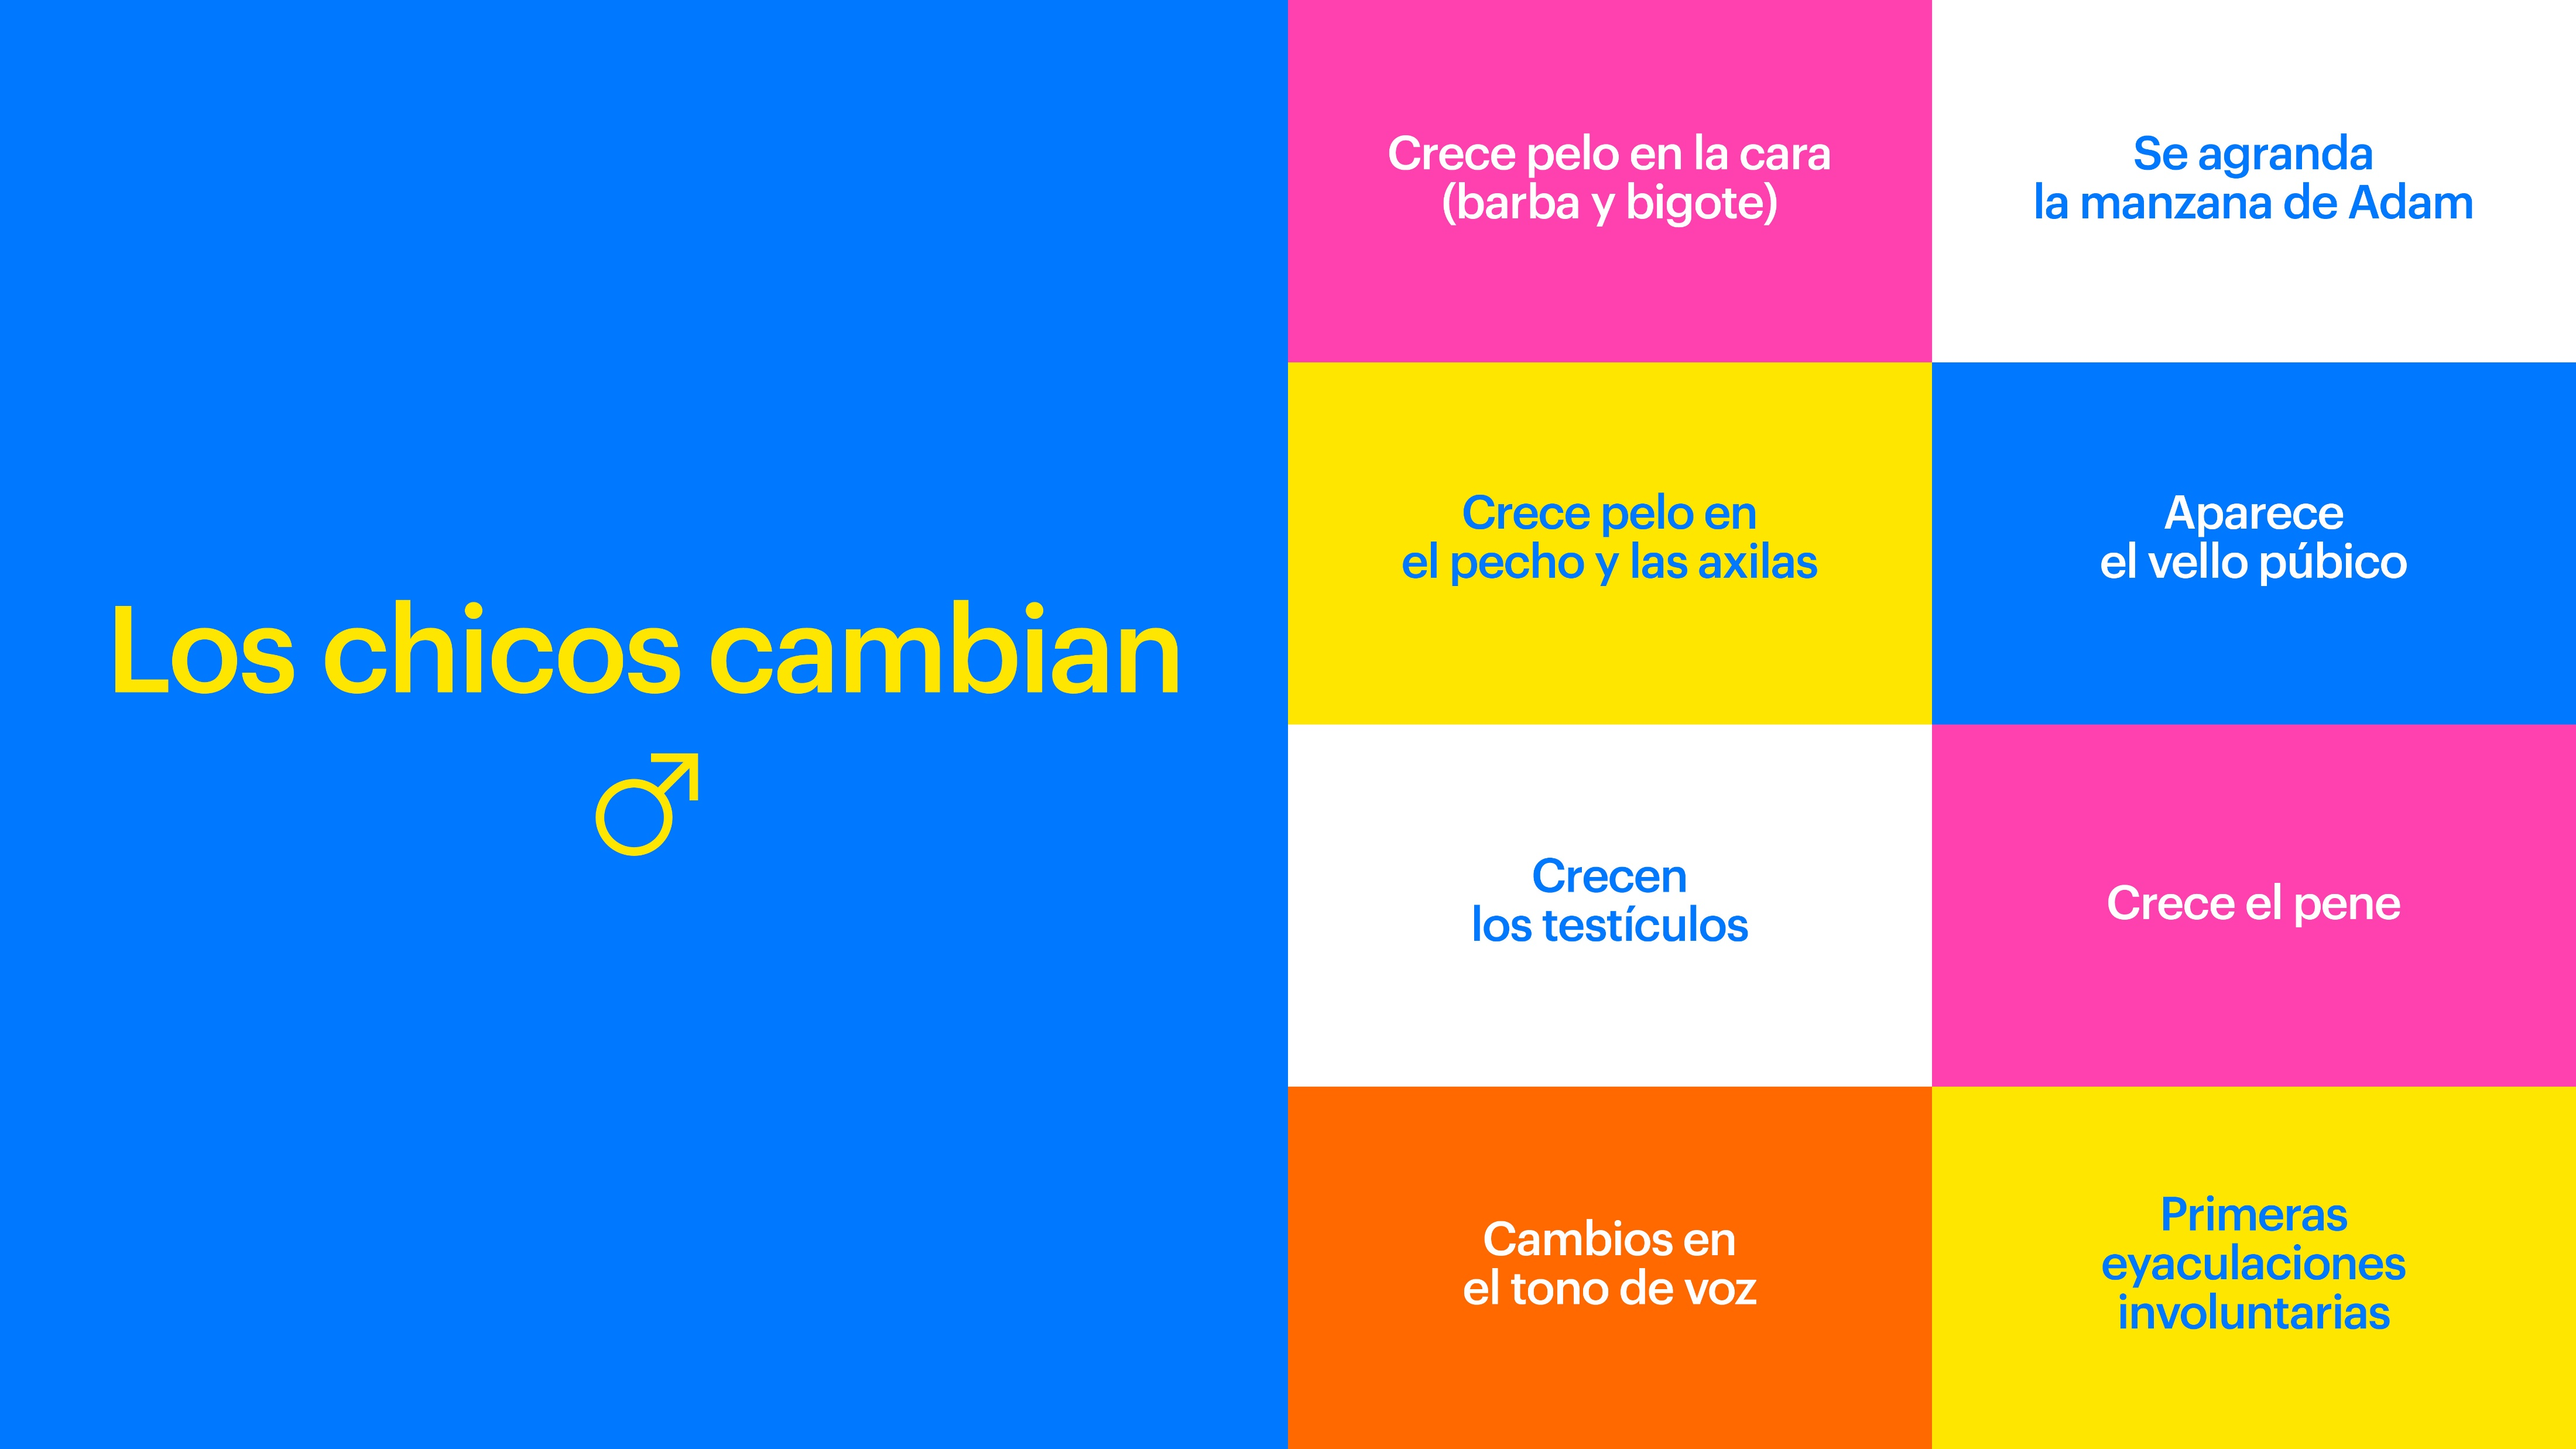 Los chicos cambian
Crece pelo en la cara
(barba y bigote)
Se agranda
la manzana de Adam
Crece pelo en
el pecho y las axilas
Aparece
el vello púbico
Crecen
los testículos
Crece el pene
Cambios en
el tono de voz
Primeras
eyaculaciones
involuntarias